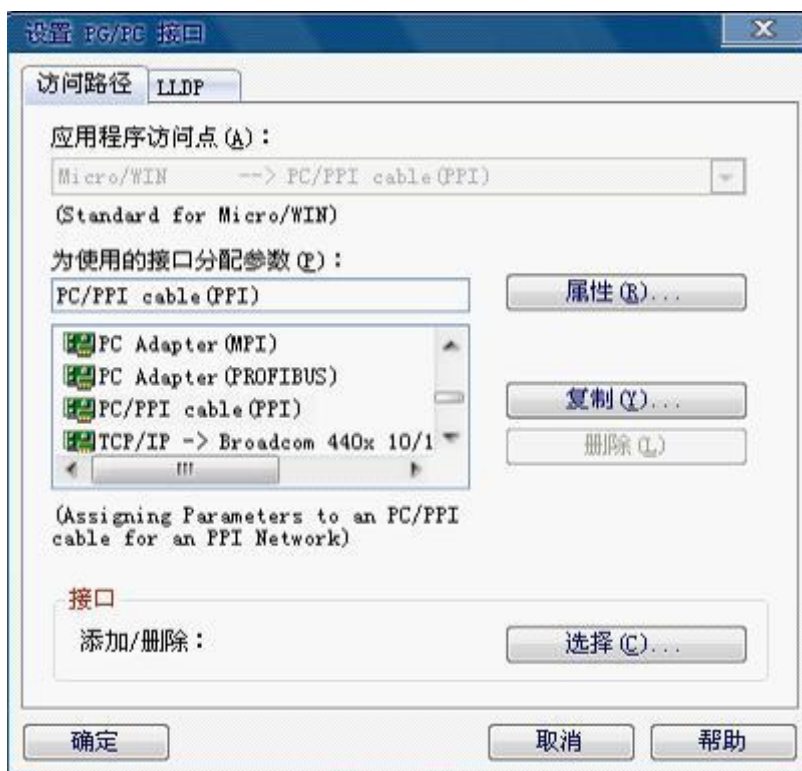 设置 PG/PC 接口
访问路径
LLDP
应用程序访问点(A)：
Micro/WIN --> PC/PPI cable(PPI)
(Standard for Micro/WIN)
为使用的接口分配参数(P)：
PC/PPI cable(PPI)
属性(R)...
PC Adapter(MPI)
PC Adapter(PROFIBUS)
PC/PPI cable(PPI)
TCP/IP -> Broadcom 440x 10/1
复制(Y)...
删除(L)
(Assigning Parameters to an PC/PPI
cable for an PPI Network)
接口
添加/删除：
选择(C)...
确定
取消
帮助